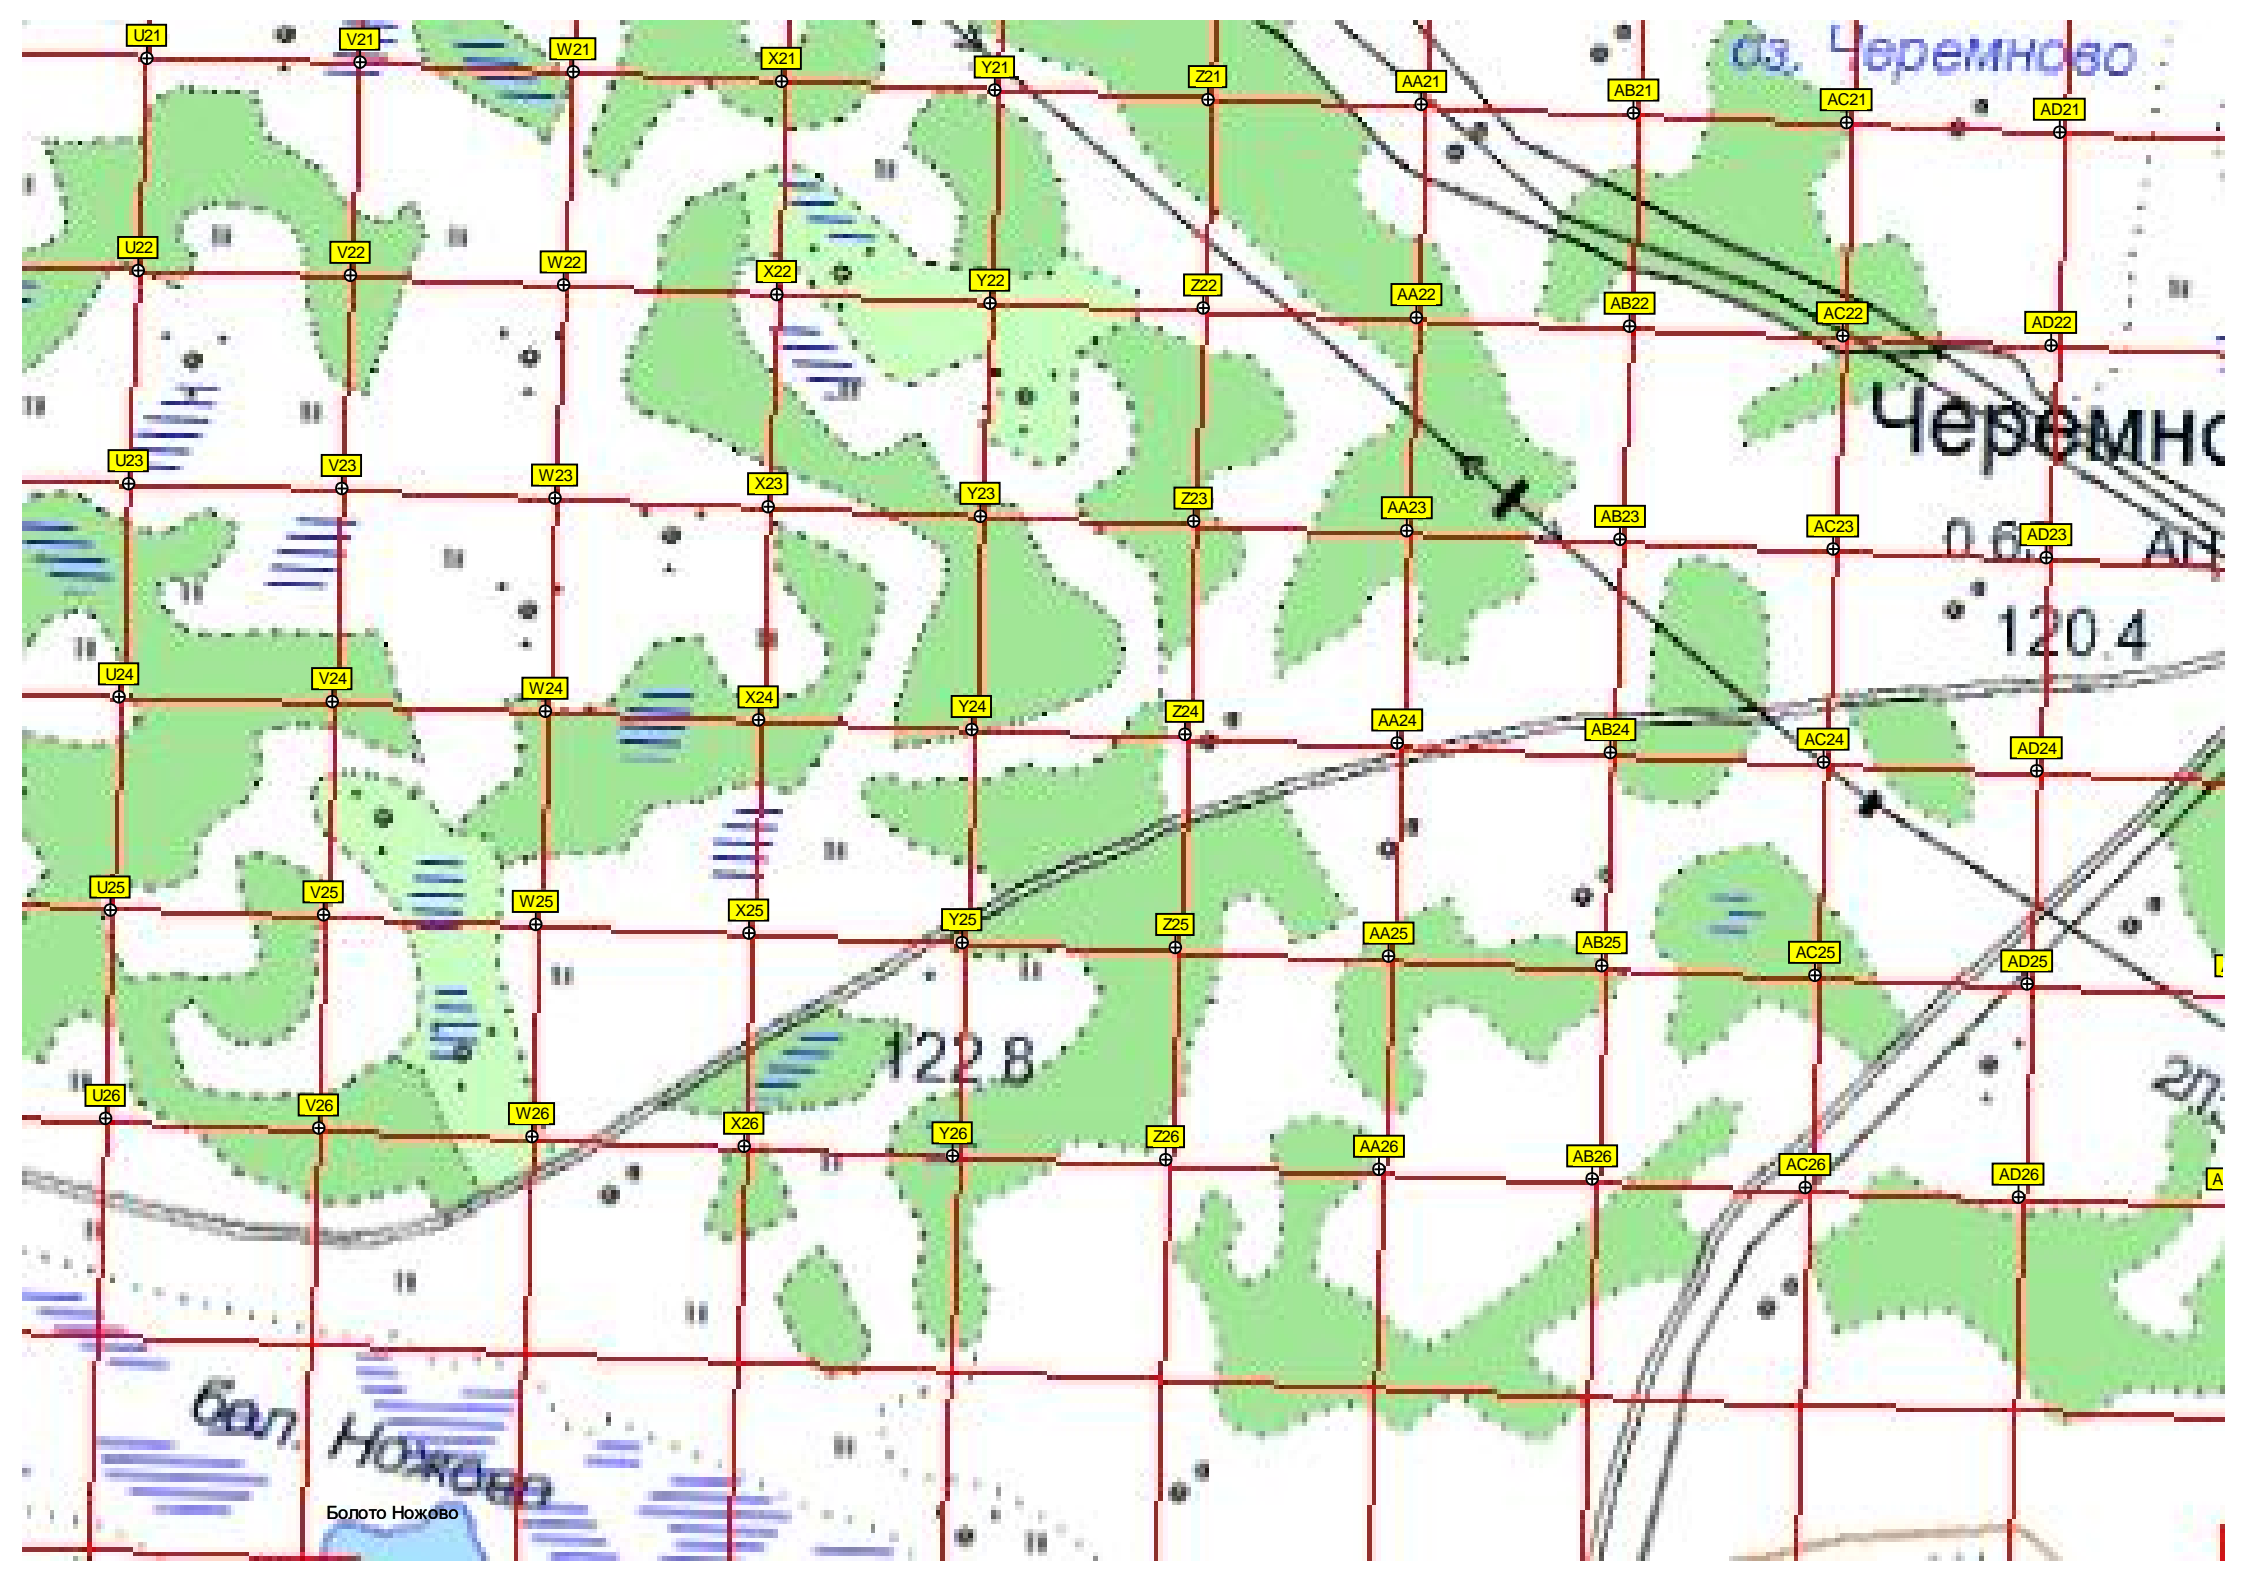 U21 V21 W21 X21 Y21 Z21 AA21 AB21 AC21 AD21
оз. Черемново
U22 V22 W22 X22 Y22 Z22 AA22 AB22 AC22 AD22
Черемно
U23 V23 W23 X23 Y23 Z23 AA23 AB23 AC23 AD23
120.4
U24 V24 W24 X24 Y24 Z24 AA24 AB24 AC24 AD24
U25 V25 W25 X25 Y25 Z25 AA25 AB25 AC25 AD25
122.8
U26 V26 W26 X26 Y26 Z26 AA26 AB26 AC26 AD26
бол. Ножово
Болото Ножово